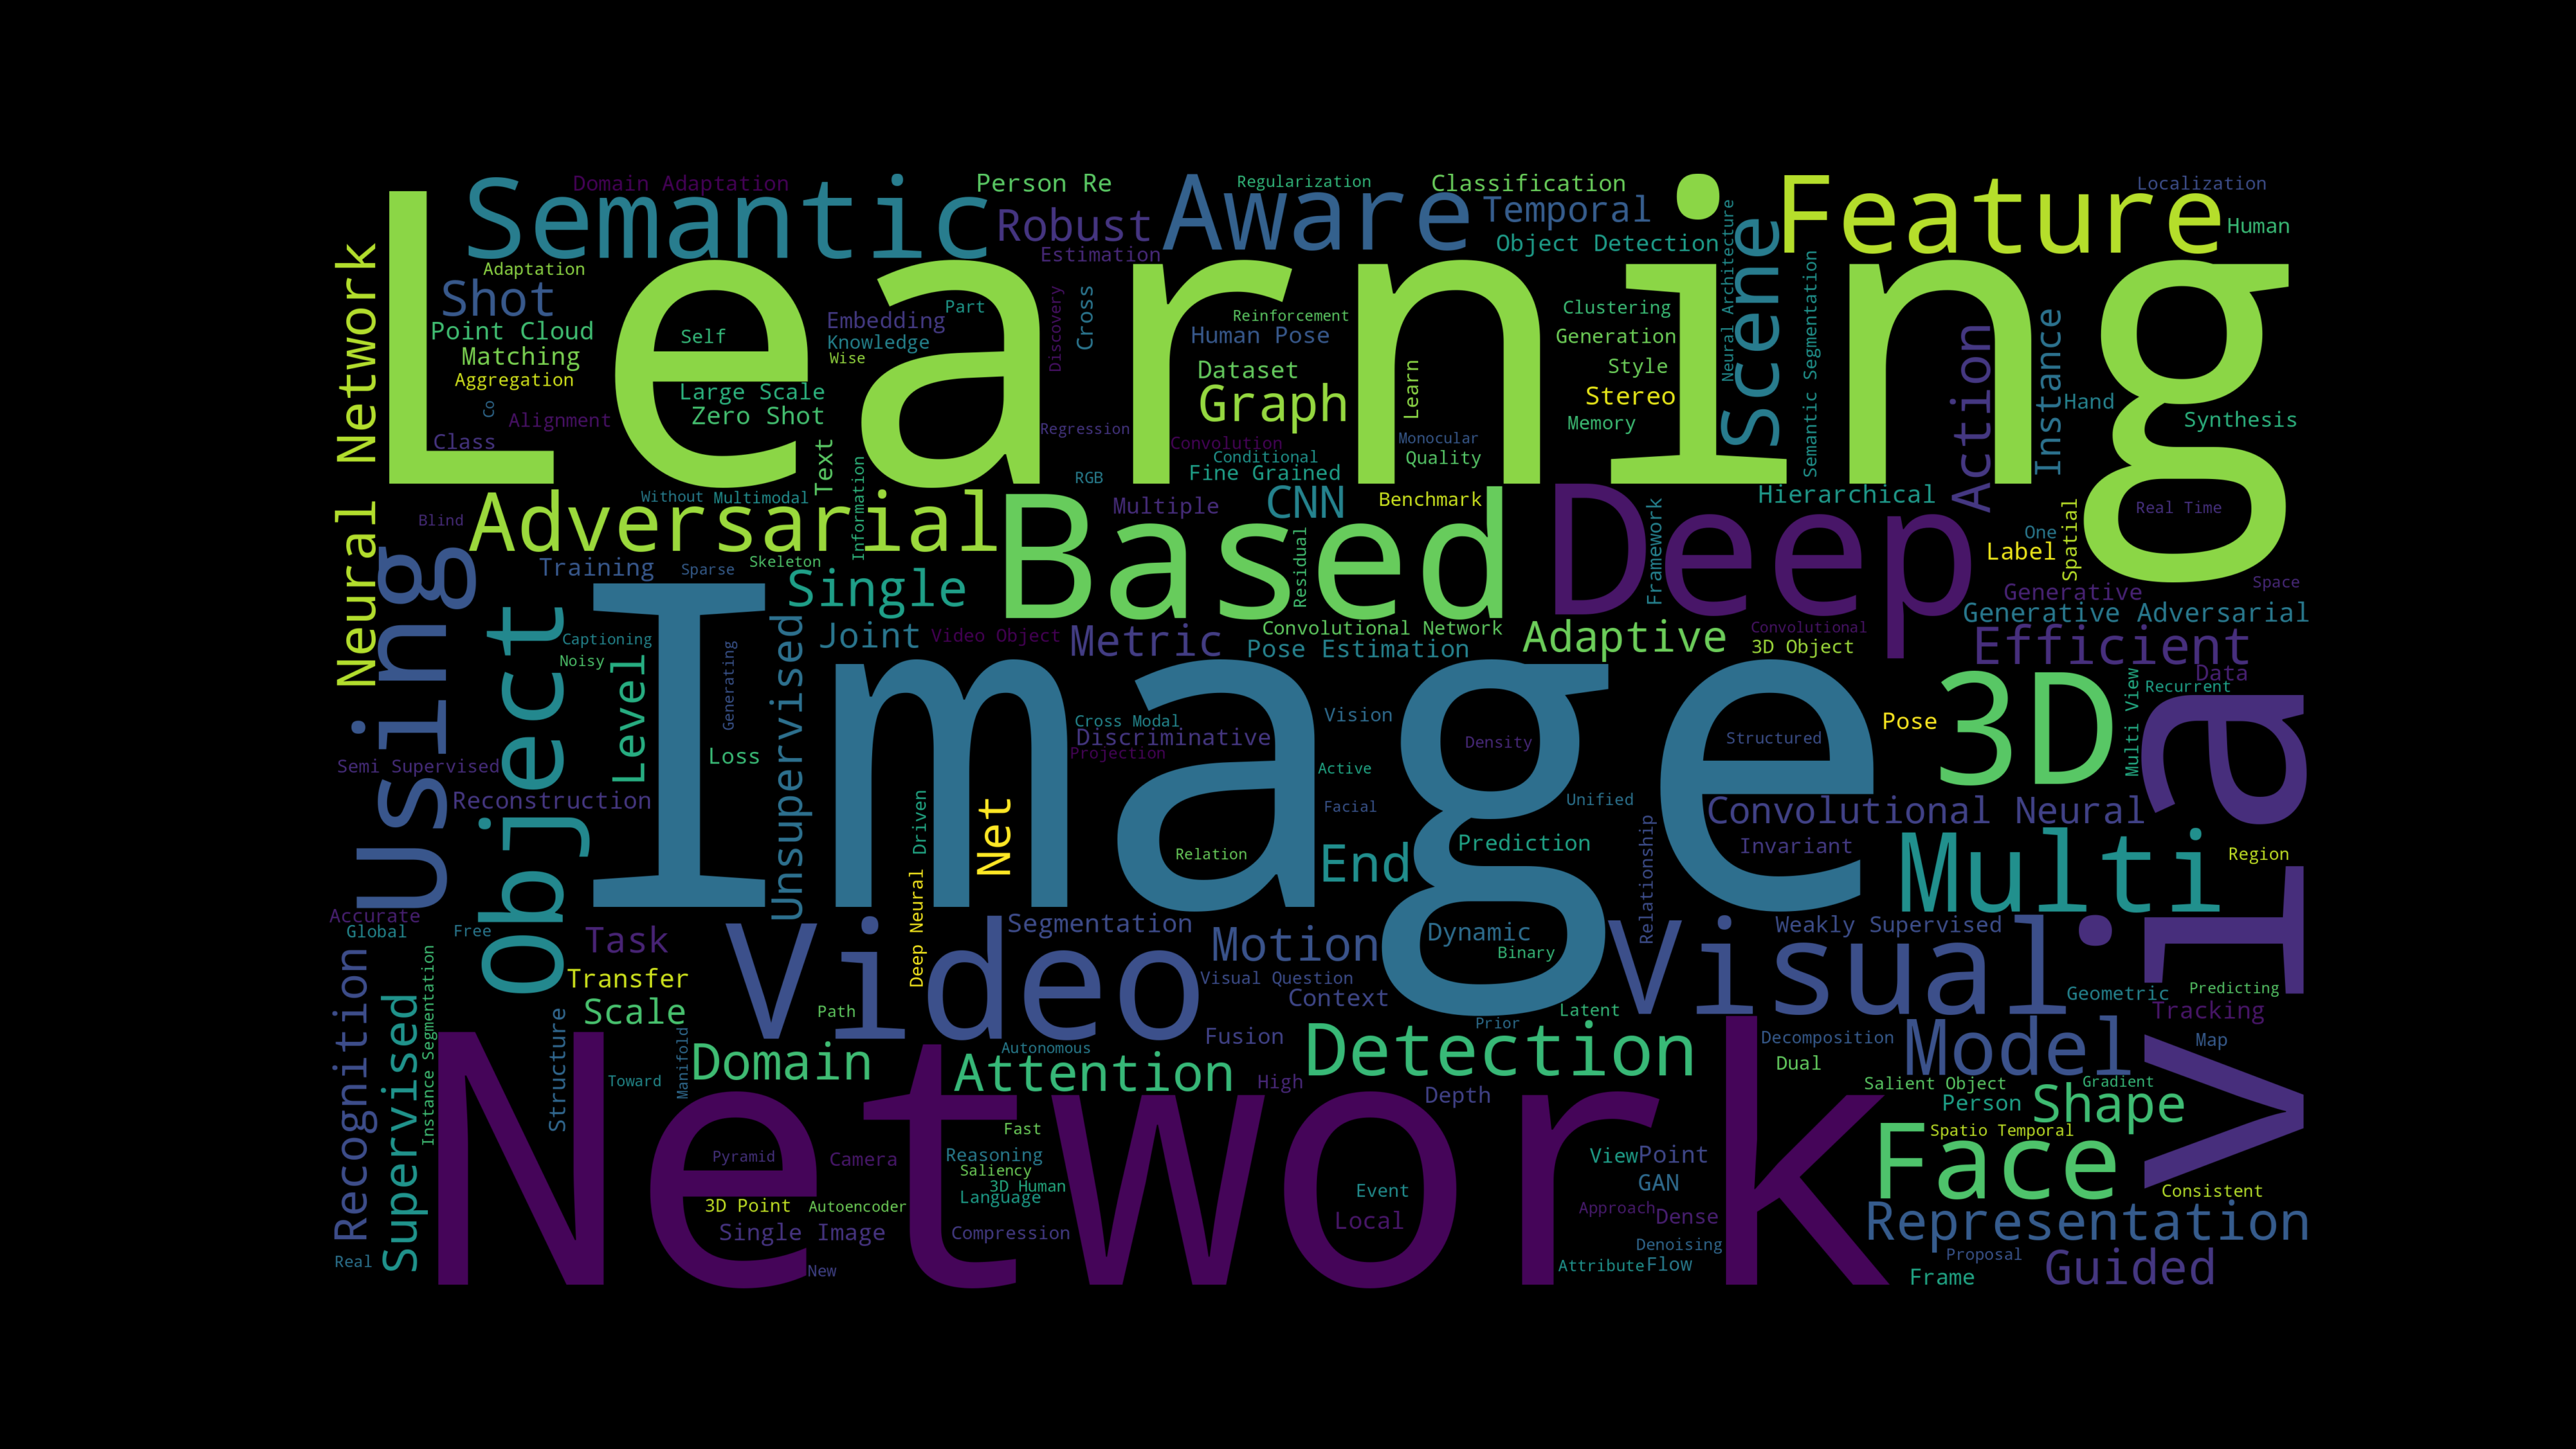 Learning
Image
Network
Via
Based
Deep
Video
Visual
Semantic
Feature
Aware
Using
Object
3D
Multi
Adversarial
Scene
Detection
Face
Model
Neural Network
Domain Adaptation
Person Re
Regularization
Classification
Localization
Robust
Temporal
Human
Estimation
Object Detection
Neural Architecture
Semantic Segmentation
Adaptation
Shot
Point Cloud
Matching
Aggregation
Co
Alignment
Class
Self
Large Scale
Zero Shot
Text
Embedding
Knowledge
Wise
Part
Discovery
Cross
Reinforcement
Human Pose
Dataset
Graph
Learn
Clustering
Generation
Style
Stereo
Memory
Action
Instance
Hand
Synthesis
Regression
Convolution
Conditional
Fine Grained
Monocular
Quality
RGB
Without
Multimodal
Information
Blind
Multiple
CNN
Benchmark
Hierarchical
Real Time
One
Label
Spatial
Training
Sparse
Skeleton
Single
Residual
Framework
Generative
Space
Generative Adversarial
Captioning
Noisy
Level
Generating
Unsupervised
Joint
Video Object
Metric
Convolutional Network
Pose Estimation
Adaptive
Convolutional
3D Object
Efficient
Data
Recurrent
Multi View
Pose
Semi Supervised
Reconstruction
Loss
Cross Modal
Discriminative
Projection
Vision
Density
Active
Structured
Facial
Unified
Convolutional Neural
Invariant
Region
Driven
Net
Relation
End
Prediction
Relationship
Deep Neural
Accurate
Global
Free
Task
Transfer
Scale
Segmentation
Motion
Dynamic
Binary
Weakly Supervised
Visual Question
Context
Path
Latent
Geometric
Predicting
Tracking
Recognition
Supervised
Instance Segmentation
Structure
Toward
Manifold
Domain
Autonomous
Attention
Fusion
High
Prior
Depth
Decomposition
Dual
Map
Salient Object
Gradient
Person
Shape
Spatio Temporal
Fast
Pyramid
Camera
Reasoning
Saliency
3D Human
Language
View
Point
GAN
Event
Local
Approach
Dense
Consistent
3D Point
Autoencoder
Single Image
Compression
Denoising
Attribute
Flow
Representation
Proposal
Frame
Guided
Real
New